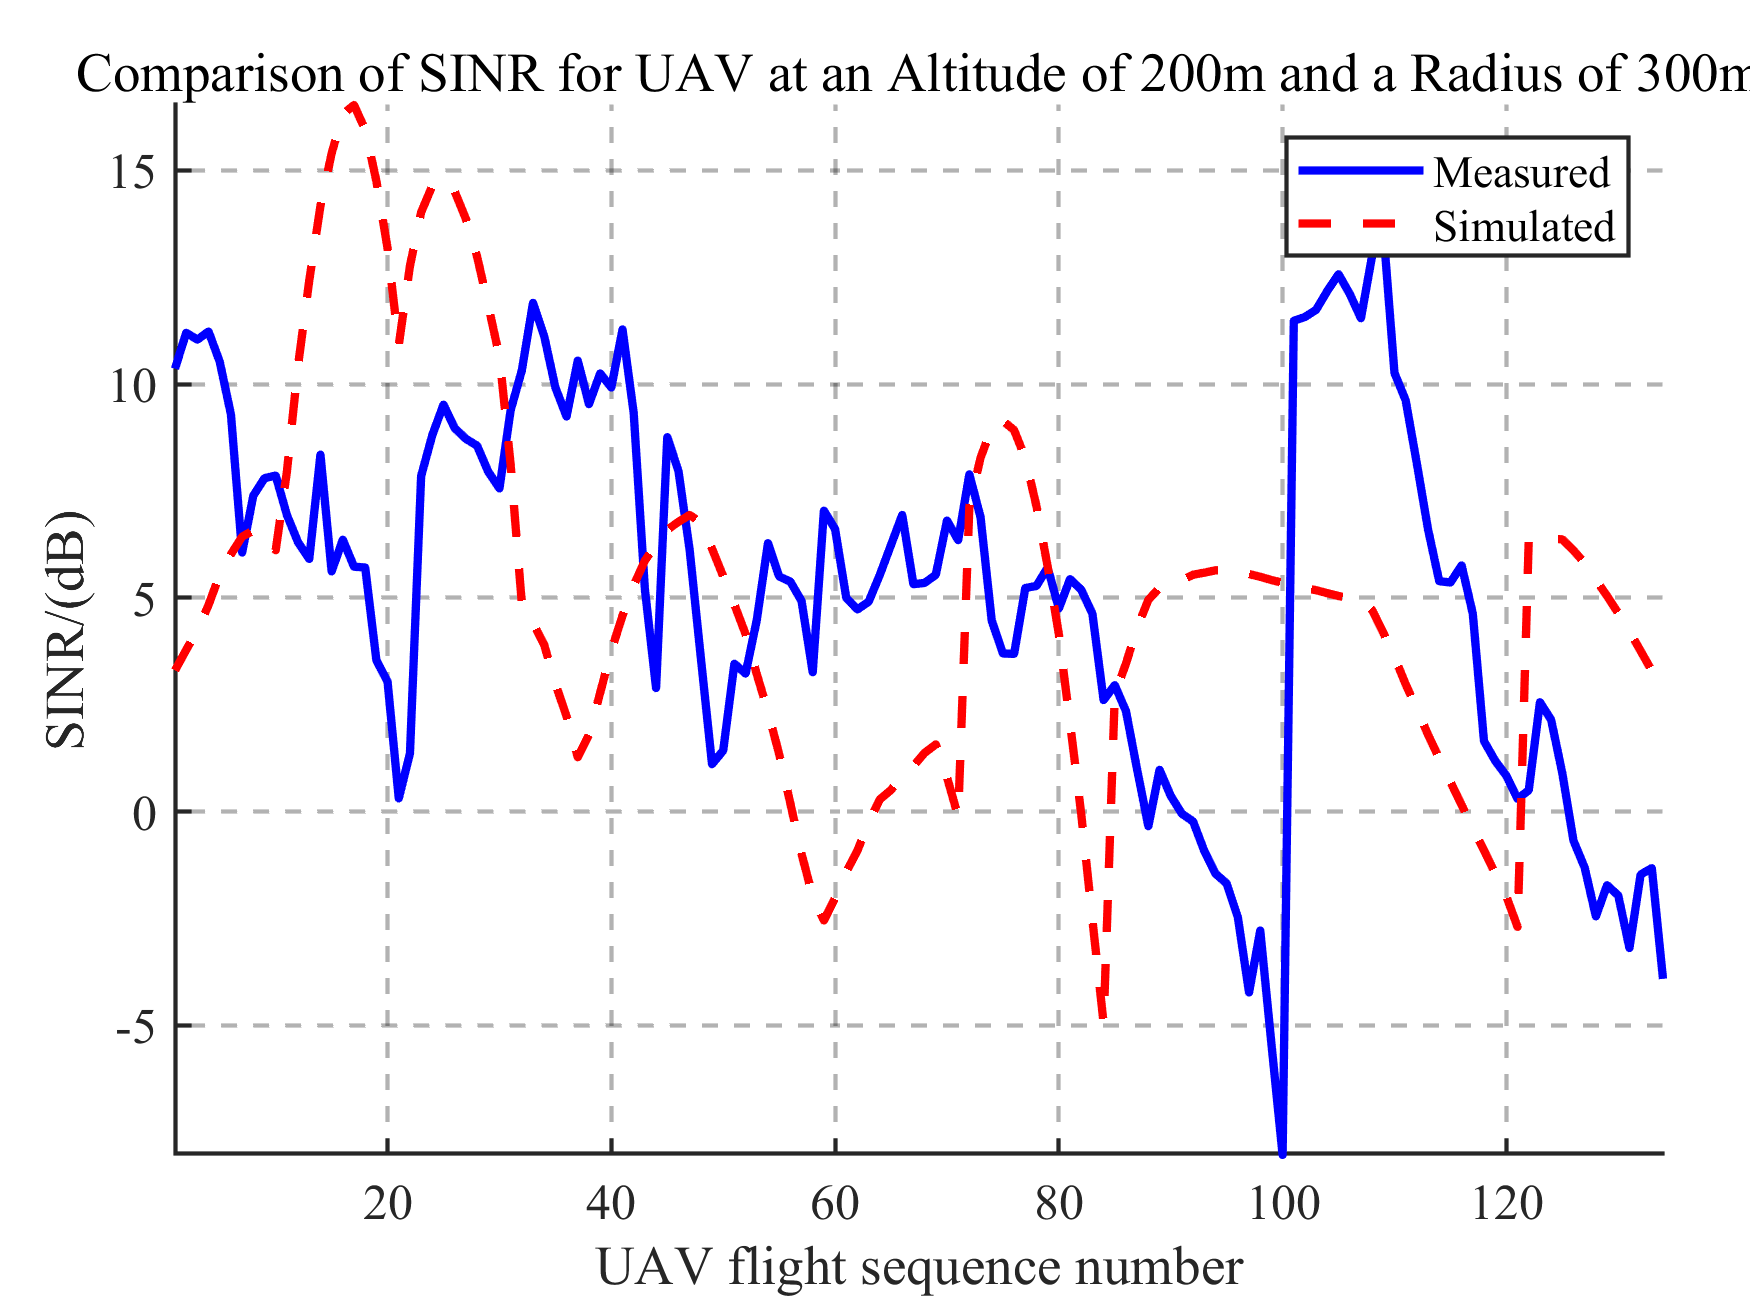 Comparison of SINR for UAV at an Altitude of 200m and a Radius of 300m
Measured
Simulated
15
10
5
0
-5
SINR/(dB)
20 40 60 80 100 120
UAV flight sequence number